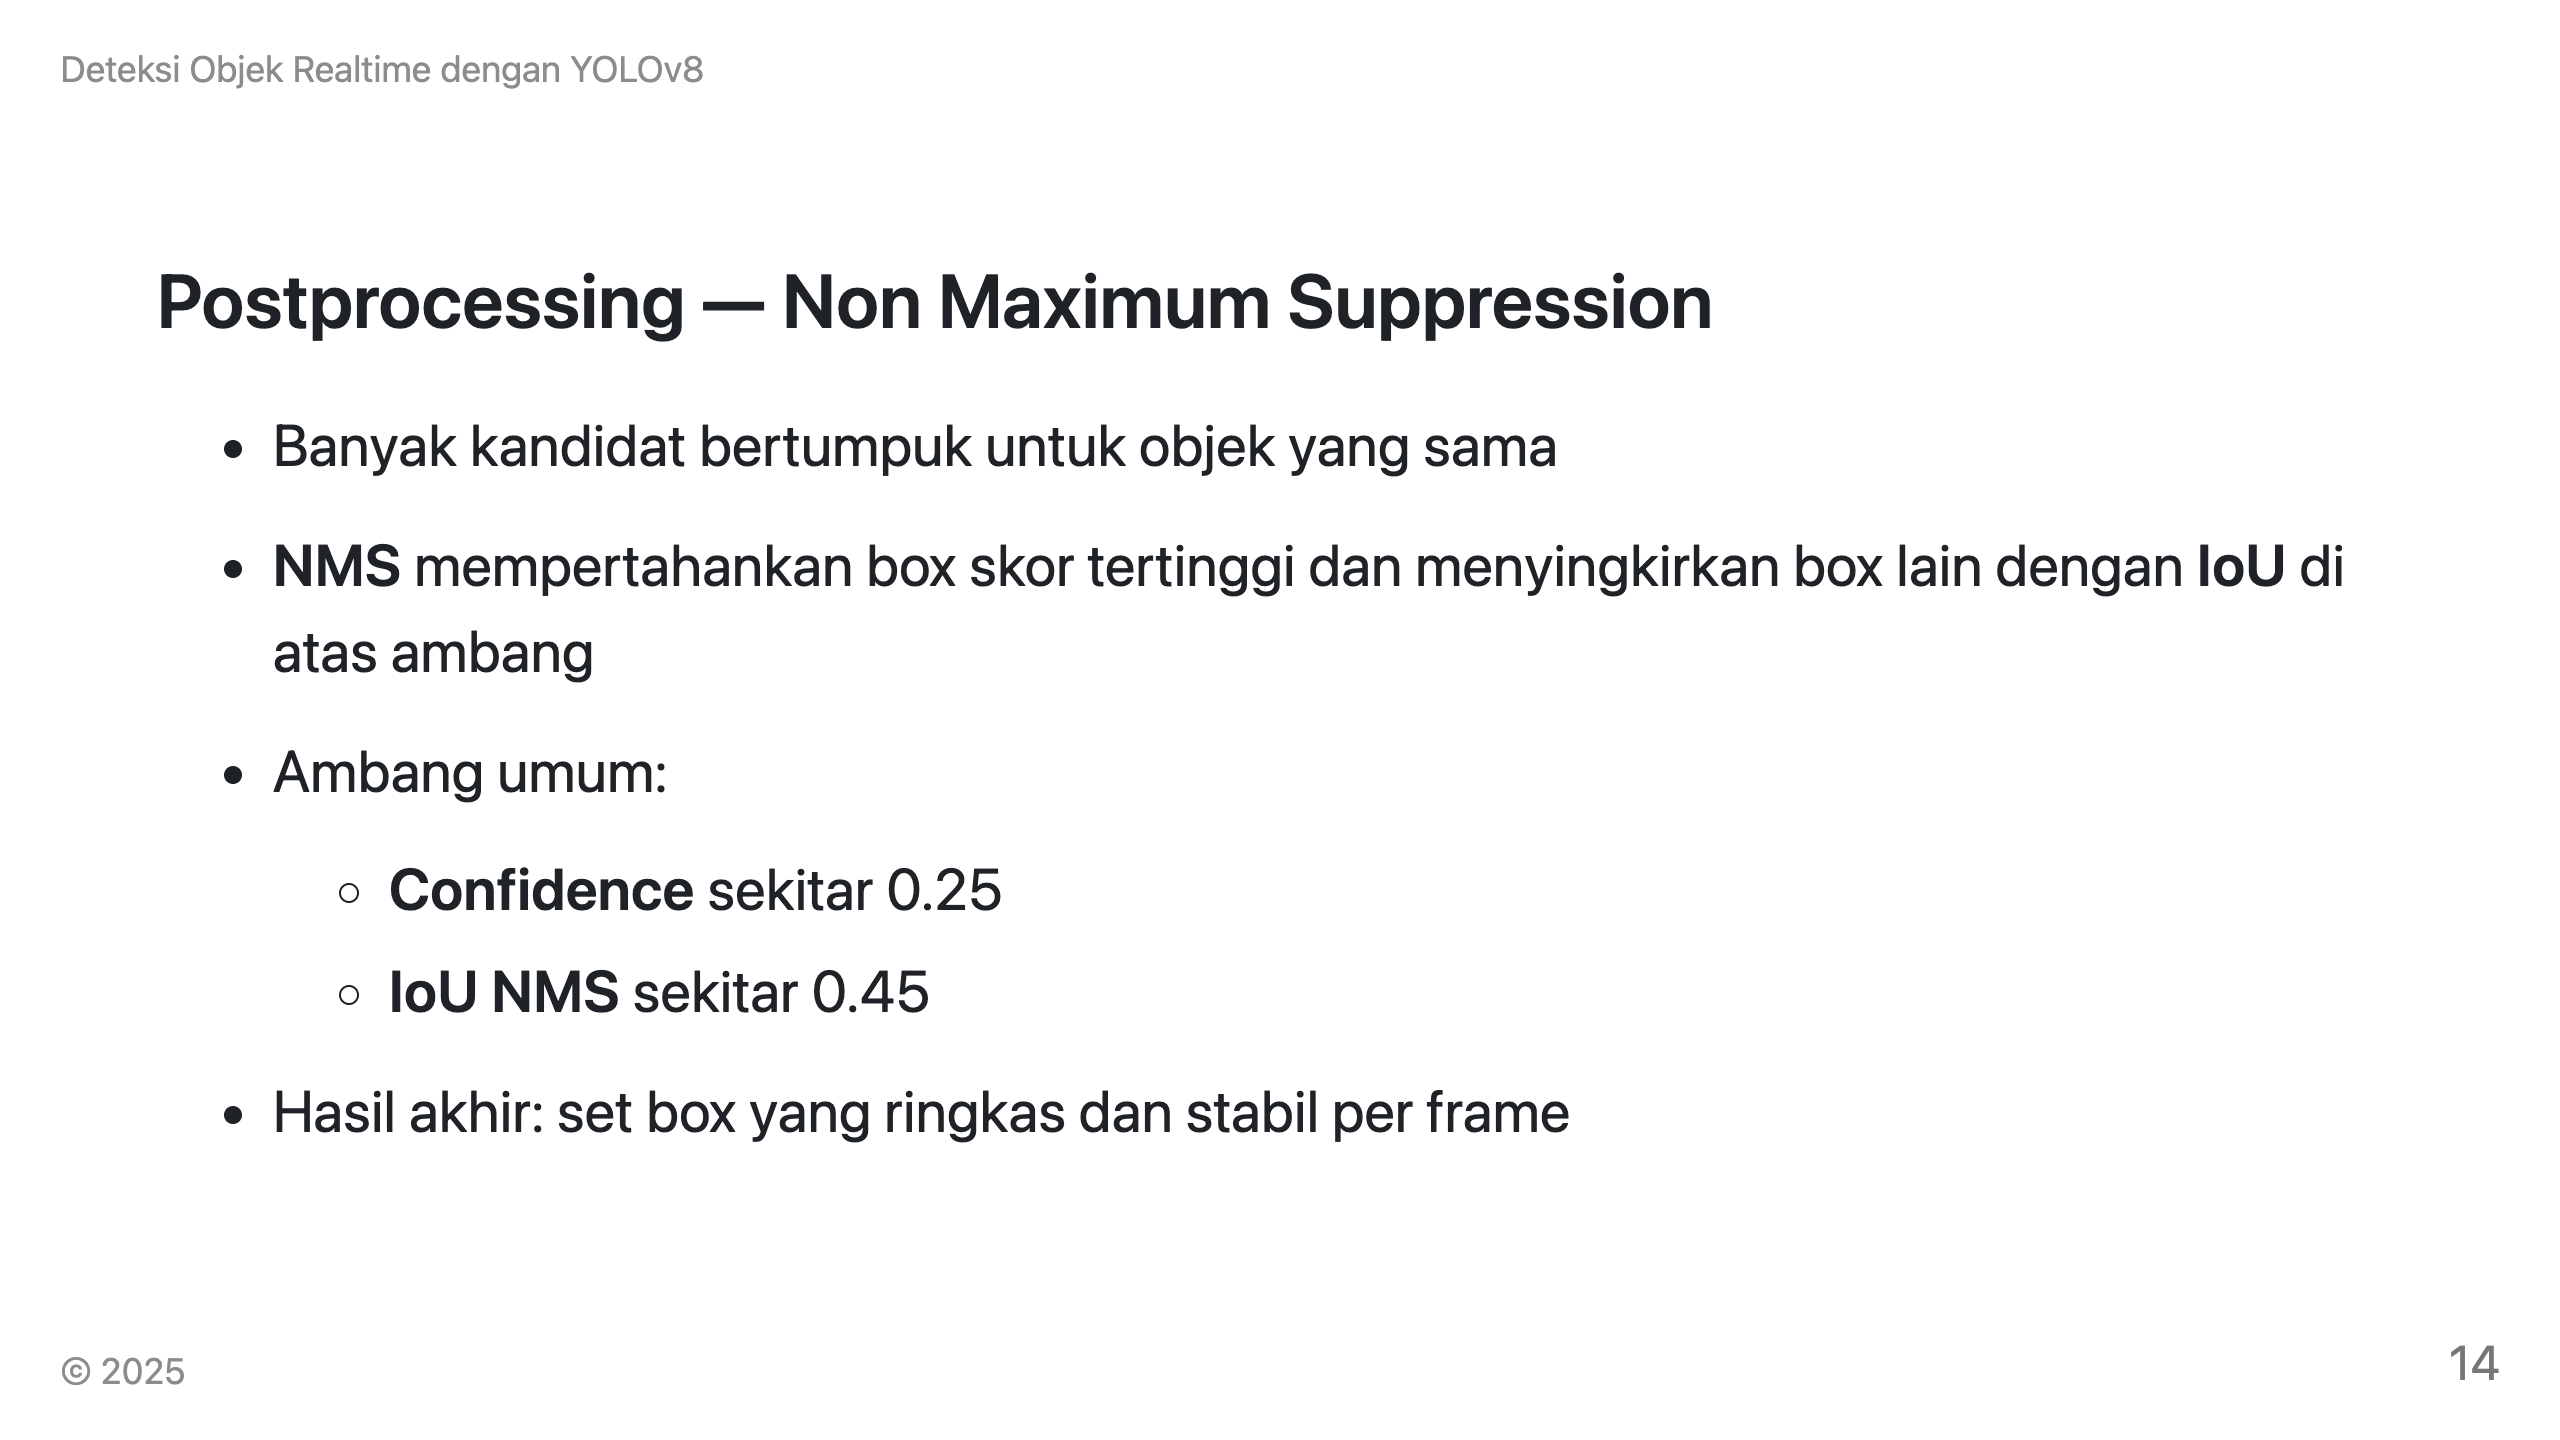 Deteksi Objek Realtime dengan YOLOv8
Postprocessing — Non Maximum Suppression
• Banyak kandidat bertumpuk untuk objek yang sama
• NMS mempertahankan box skor tertinggi dan menyingkirkan box lain dengan IoU di
atas ambang
• Ambang umum:
◦ Confidence sekitar 0.25
◦ IoU NMS sekitar 0.45
• Hasil akhir: set box yang ringkas dan stabil per frame
© 2025
14